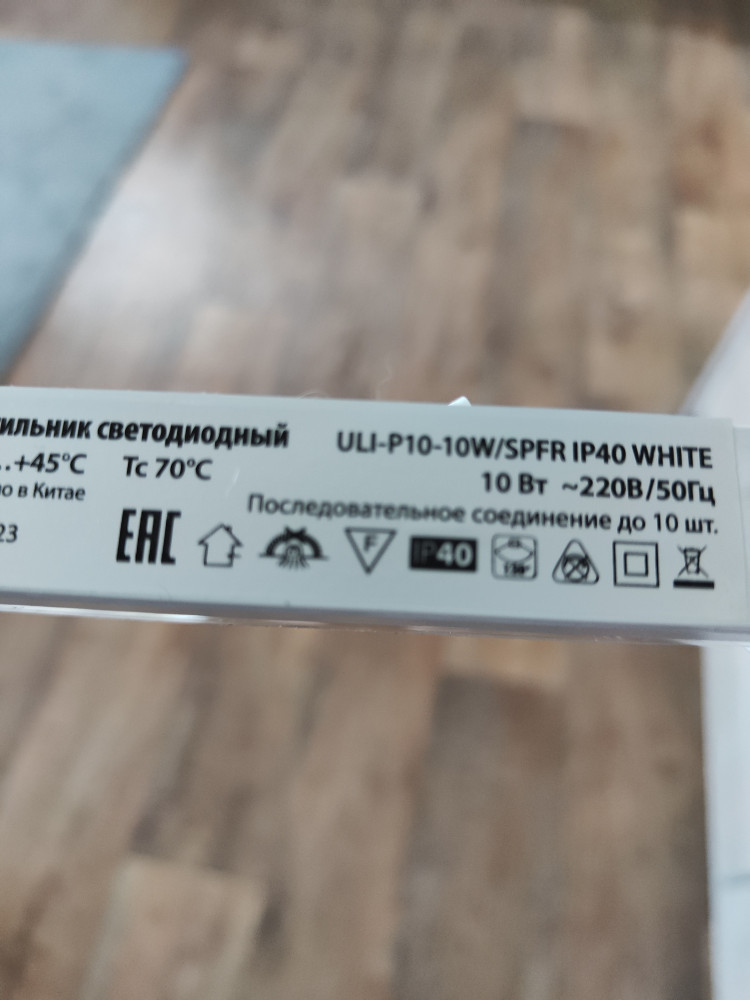 ильник светодиодный
..+45°C Tc 70°C
о в Китае
23
EAC
ULI-P10-10W/SPFR IP40 WHITE
10 Вт ~220В/50Гц
Последовательное соединение до 10 шт.
F
IP40